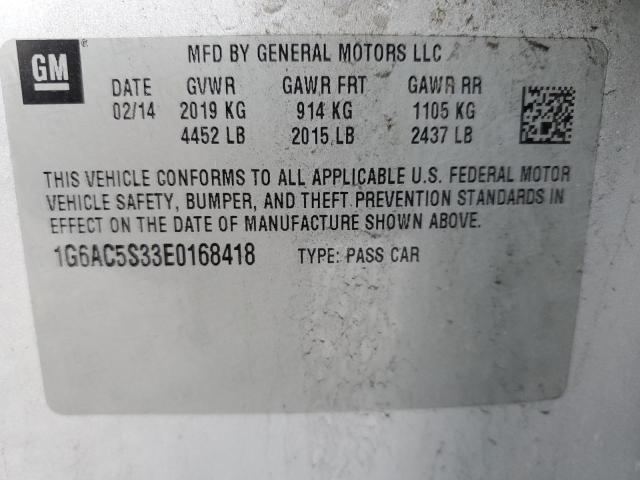 GM
MFD BY GENERAL MOTORS LLC
DATE GVWR GAWR FRT GAWR RR
02/14 2019 KG 914 KG 1105 KG
4452 LB 2015 LB 2437 LB
THIS VEHICLE CONFORMS TO ALL APPLICABLE U.S. FEDERAL MOTOR
VEHICLE SAFETY, BUMPER, AND THEFT PREVENTION STANDARDS IN
EFFECT ON THE DATE OF MANUFACTURE SHOWN ABOVE.
1G6AC5S33E0168418 TYPE: PASS CAR